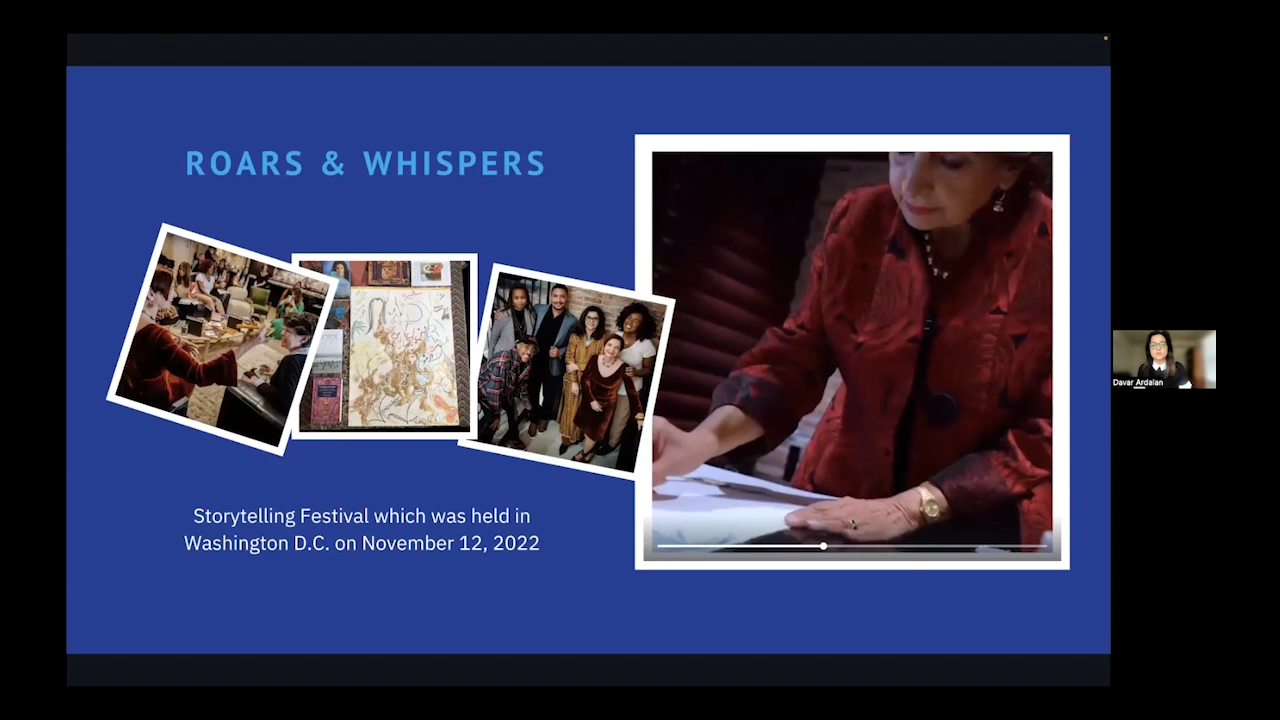 ROARS & WHISPERS
Storytelling Festival which was held in
Washington D.C. on November 12, 2022
Davar Ardalan